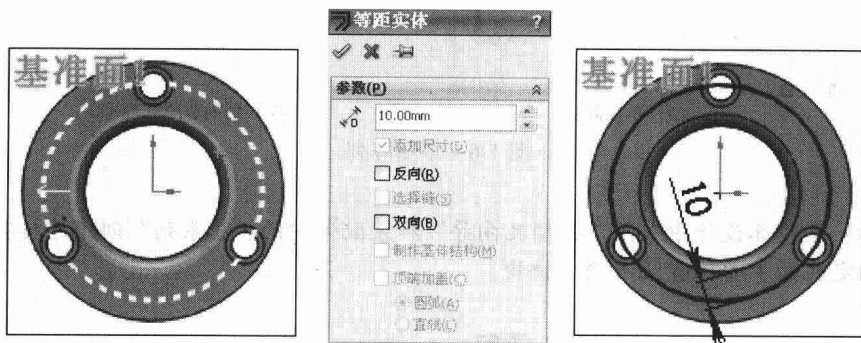 基准面1
等距实体 ?
参数(P)
10.00mm
添加尺寸(D)
反向(R)
选择链(S)
双向(B)
制作基体结构(M)
顶端加盖(C)
圆弧(A)
直线(L)
基准面
10